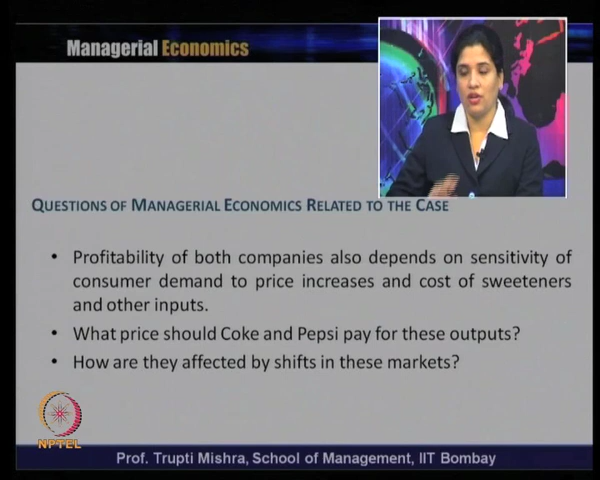 Managerial Economics
QUESTIONS OF MANAGERIAL ECONOMICS RELATED TO THE CASE
• Profitability of both companies also depends on sensitivity of
consumer demand to price increases and cost of sweeteners
and other inputs.
• What price should Coke and Pepsi pay for these outputs?
• How are they affected by shifts in these markets?
NPTEL
Prof. Trupti Mishra, School of Management, IIT Bombay